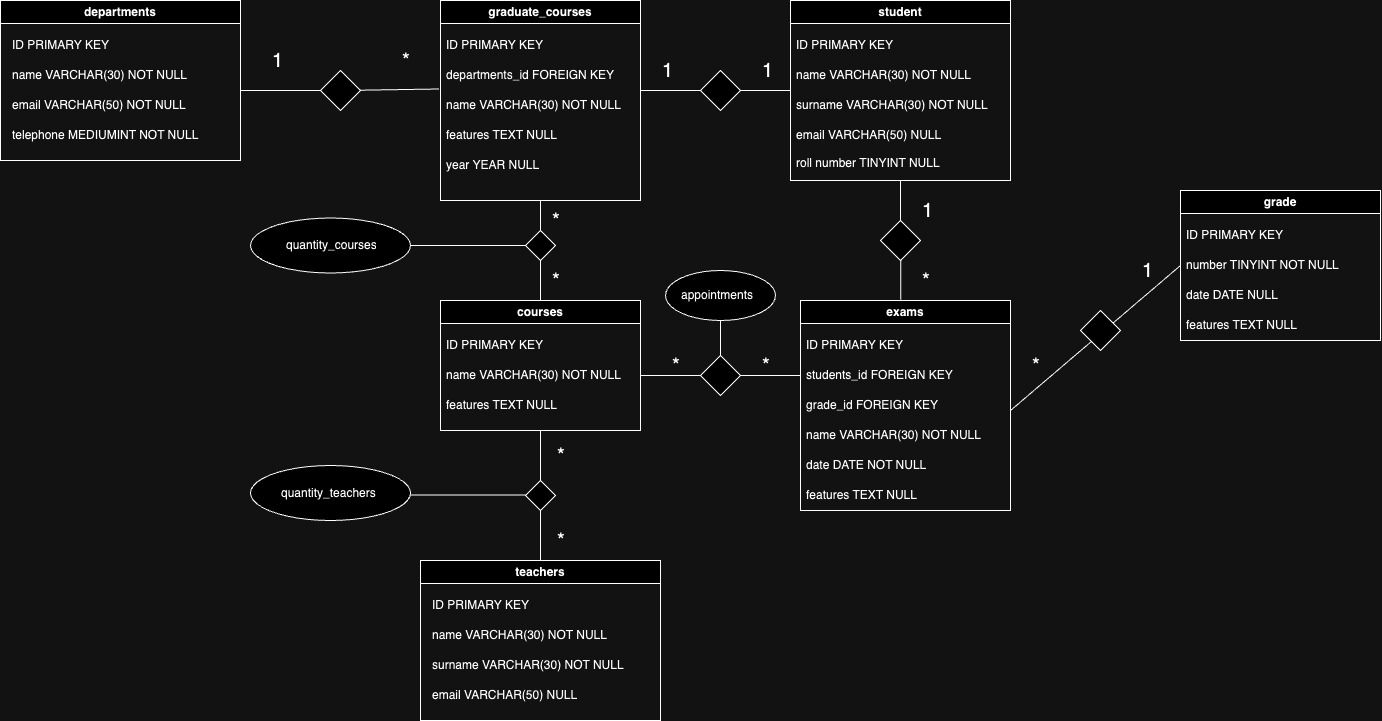 departments
ID PRIMARY KEY
name VARCHAR(30) NOT NULL
email VARCHAR(50) NOT NULL
telephone MEDIUMINT NOT NULL
1
*
graduate_courses
ID PRIMARY KEY
departments_id FOREIGN KEY
name VARCHAR(30) NOT NULL
features TEXT NULL
year YEAR NULL
1
1
student
ID PRIMARY KEY
name VARCHAR(30) NOT NULL
surname VARCHAR(30) NOT NULL
email VARCHAR(50) NULL
roll number TINYINT NULL
1
*
grade
ID PRIMARY KEY
number TINYINT NOT NULL
date DATE NULL
features TEXT NULL
1
*
*
quantity_courses
*
courses
ID PRIMARY KEY
name VARCHAR(30) NOT NULL
features TEXT NULL
appointments
*
*
exams
ID PRIMARY KEY
students_id FOREIGN KEY
grade_id FOREIGN KEY
name VARCHAR(30) NOT NULL
date DATE NOT NULL
features TEXT NULL
*
quantity_teachers
*
teachers
ID PRIMARY KEY
name VARCHAR(30) NOT NULL
surname VARCHAR(30) NOT NULL
email VARCHAR(50) NULL